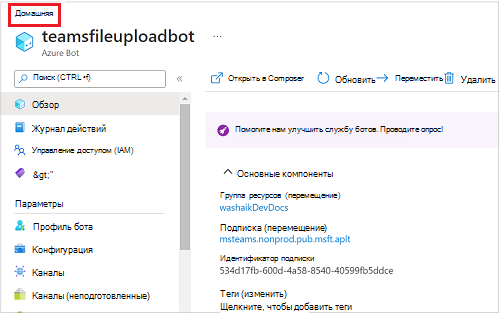 Домашняя
teamsfileuploadbot ...
Azure Bot
Поиск (CTRL +f)
«
Открыть в Composer
Обновить
Переместить
Удалить
Обзор
Журнал действий
Управление доступом (IAM)
&gt;"
Параметры
Профиль бота
Конфигурация
Каналы
Каналы (неподготовленные)
Помогите нам улучшить службу ботов. Проводите опрос!
Основные компоненты
Группа ресурсов (перемещение)
washaikDevDocs
Подписка (перемещение)
msteams.nonprod.pub.msft.aplt
Идентификатор подписки
534d17fb-600d-4a58-8540-40599fb5ddce
Теги (изменить)
Щелкните, чтобы добавить теги